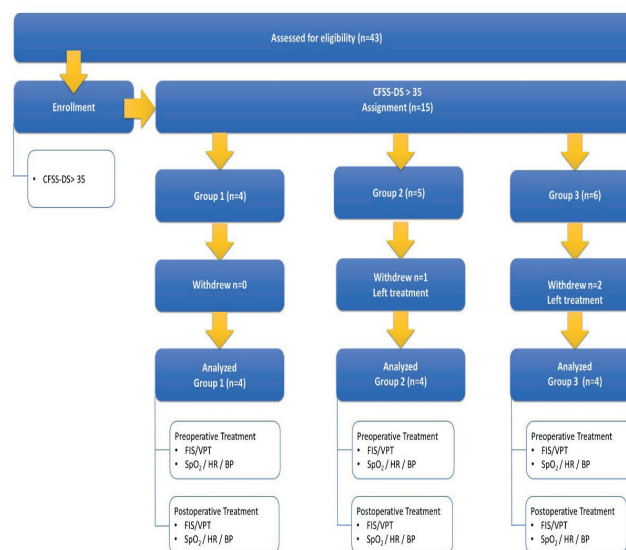 Assessed for eligibility (n=43)
Enrollment
CFSS-DS > 35
Assignment (n=15)
• CFSS-DS> 35
Group 1 (n=4)
Group 2 (n=5)
Group 3 (n=6)
Withdrew n=0
Withdrew n=1
Left treatment
Withdrew n=2
Left treatment
Analyzed
Group 1 (n=4)
Analyzed
Group 2 (n=4)
Analyzed
Group 3 (n=4)
Preoperative Treatment
• FIS/VPT
• SpO₂ / HR / BP
Preoperative Treatment
• FIS/VPT
• SpO₂ / HR / BP
Preoperative Treatment
• FIS/VPT
• SpO₂ / HR / BP
Postoperative Treatment
• FIS/VPT
• SpO₂ / HR / BP
Postoperative Treatment
• FIS/VPT
• SpO₂ / HR / BP
Postoperative Treatment
• FIS/VPT
• SpO₂ / HR / BP